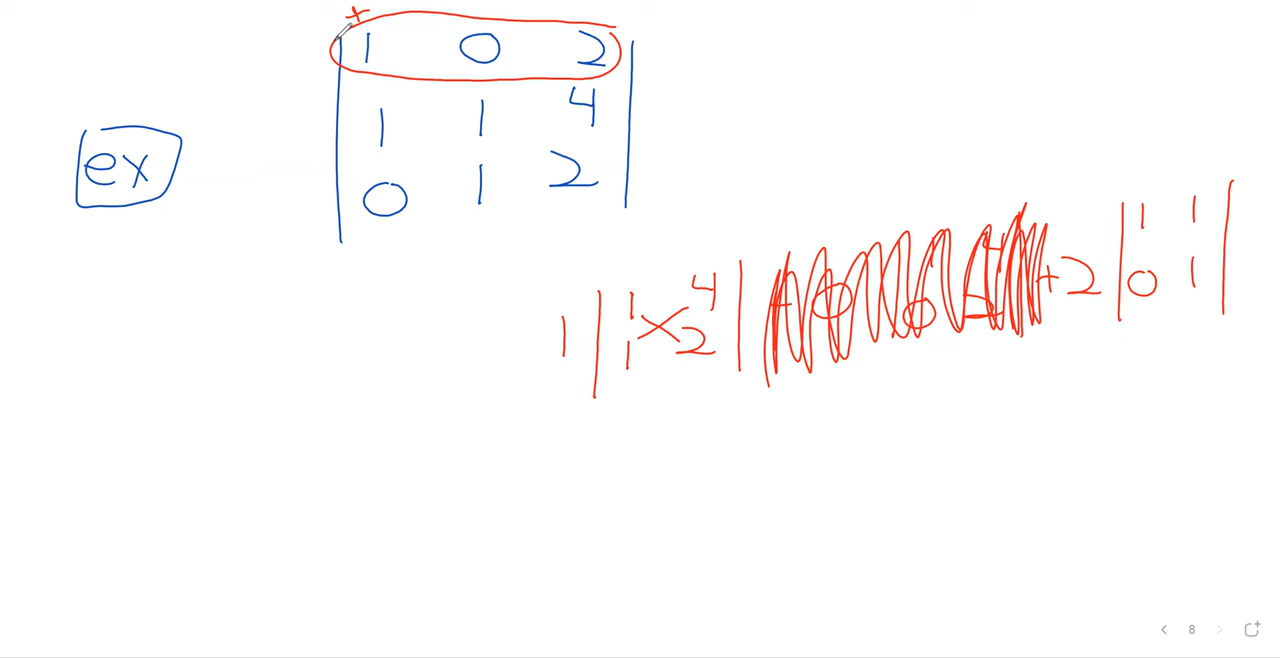 +
1 0 2
1 1 4
ex
0 1 2
1 | 1 4 | + 2 | 1 1 |
| 1 2 | | 0 1 |
8